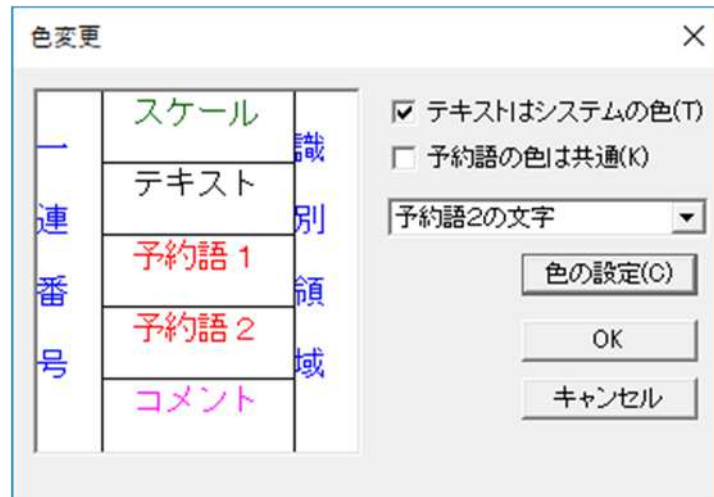 色変更
一連番号
スケール
テキスト
予約語1
予約語2
コメント
識別領域
テキストはシステムの色(T)
予約語の色は共通(K)
予約語2の文字
色の設定(C)
OK
キャンセル